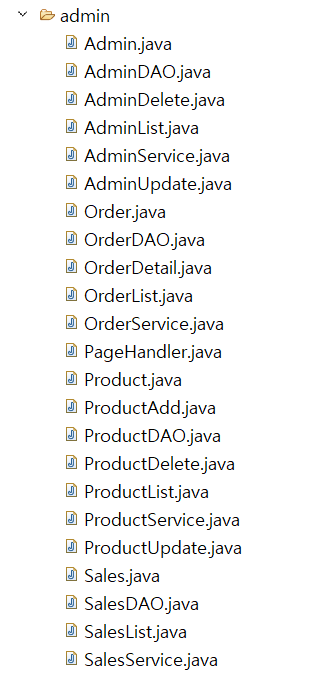 admin
Admin.java
AdminDAO.java
AdminDelete.java
AdminList.java
AdminService.java
AdminUpdate.java
Order.java
OrderDAO.java
OrderDetail.java
OrderList.java
OrderService.java
PageHandler.java
Product.java
ProductAdd.java
ProductDAO.java
ProductDelete.java
ProductList.java
ProductService.java
ProductUpdate.java
Sales.java
SalesDAO.java
SalesList.java
SalesService.java